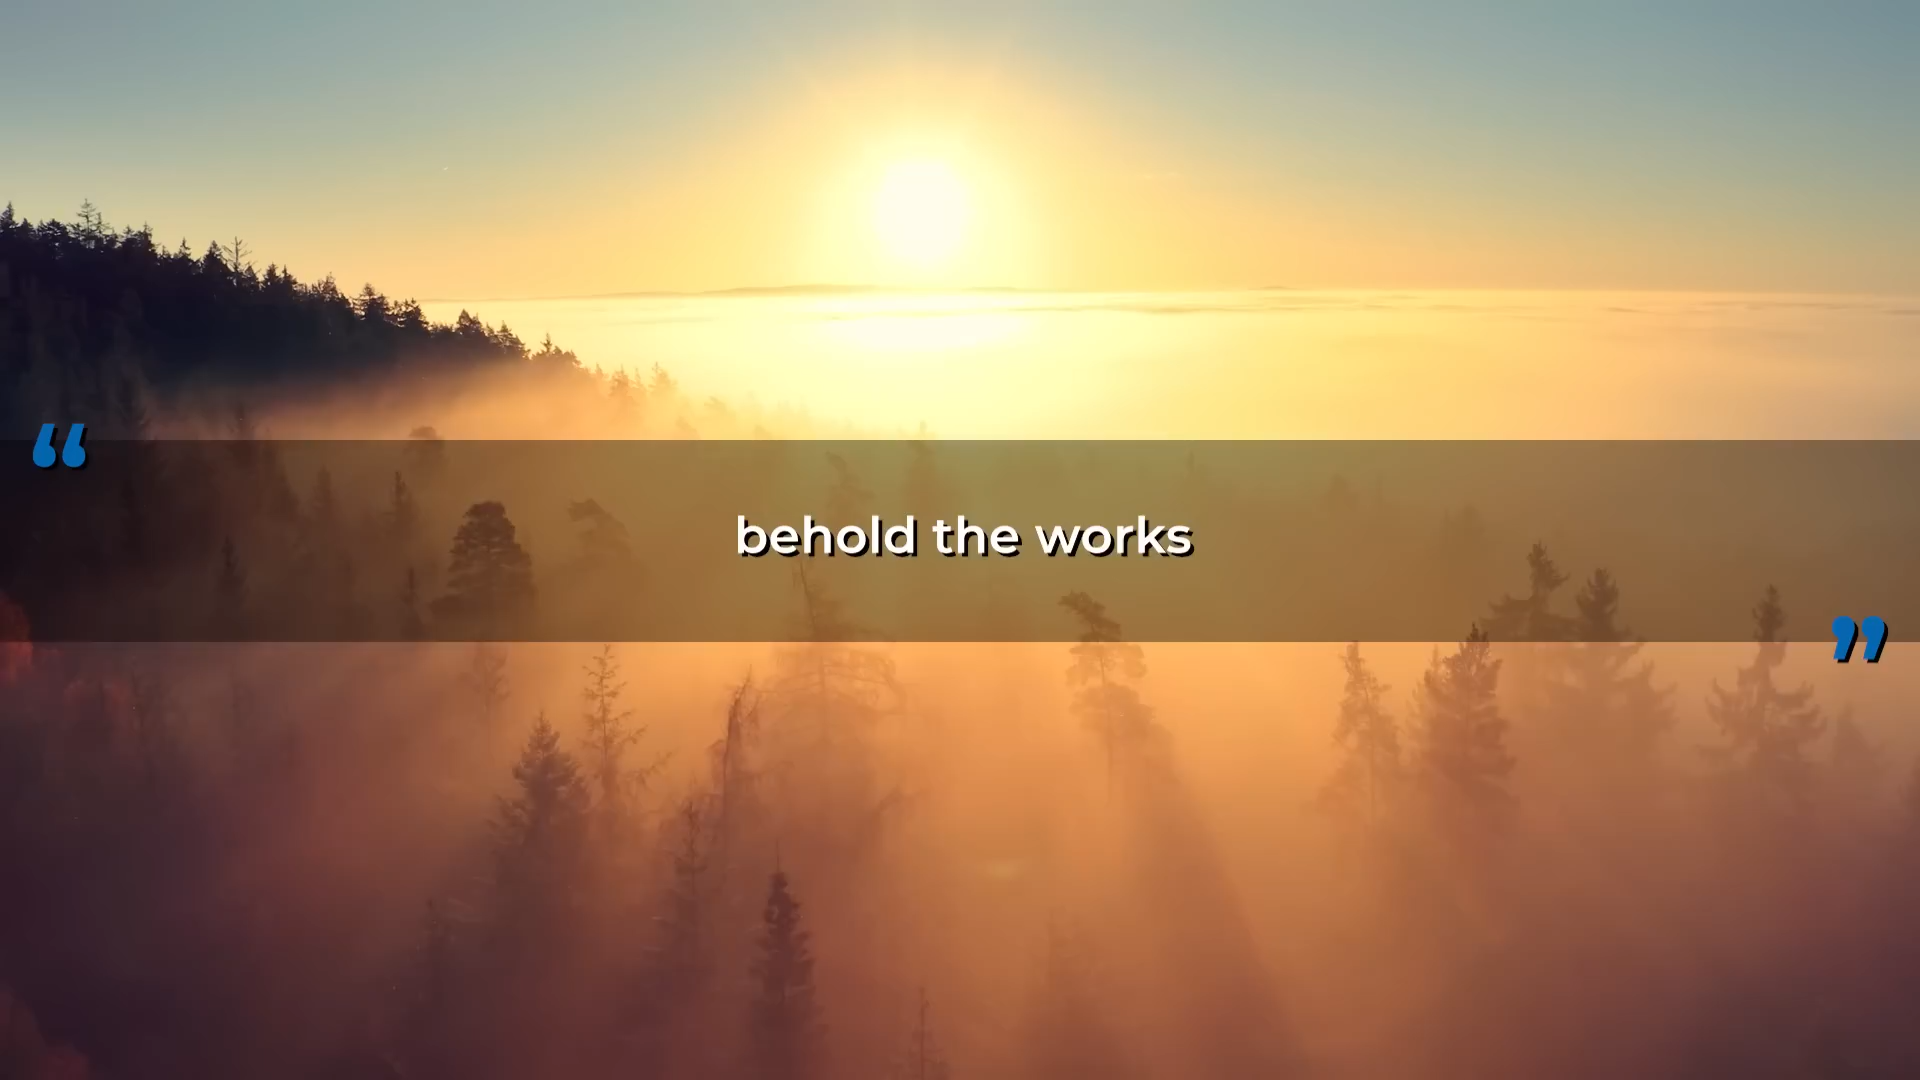 “
behold the works
”